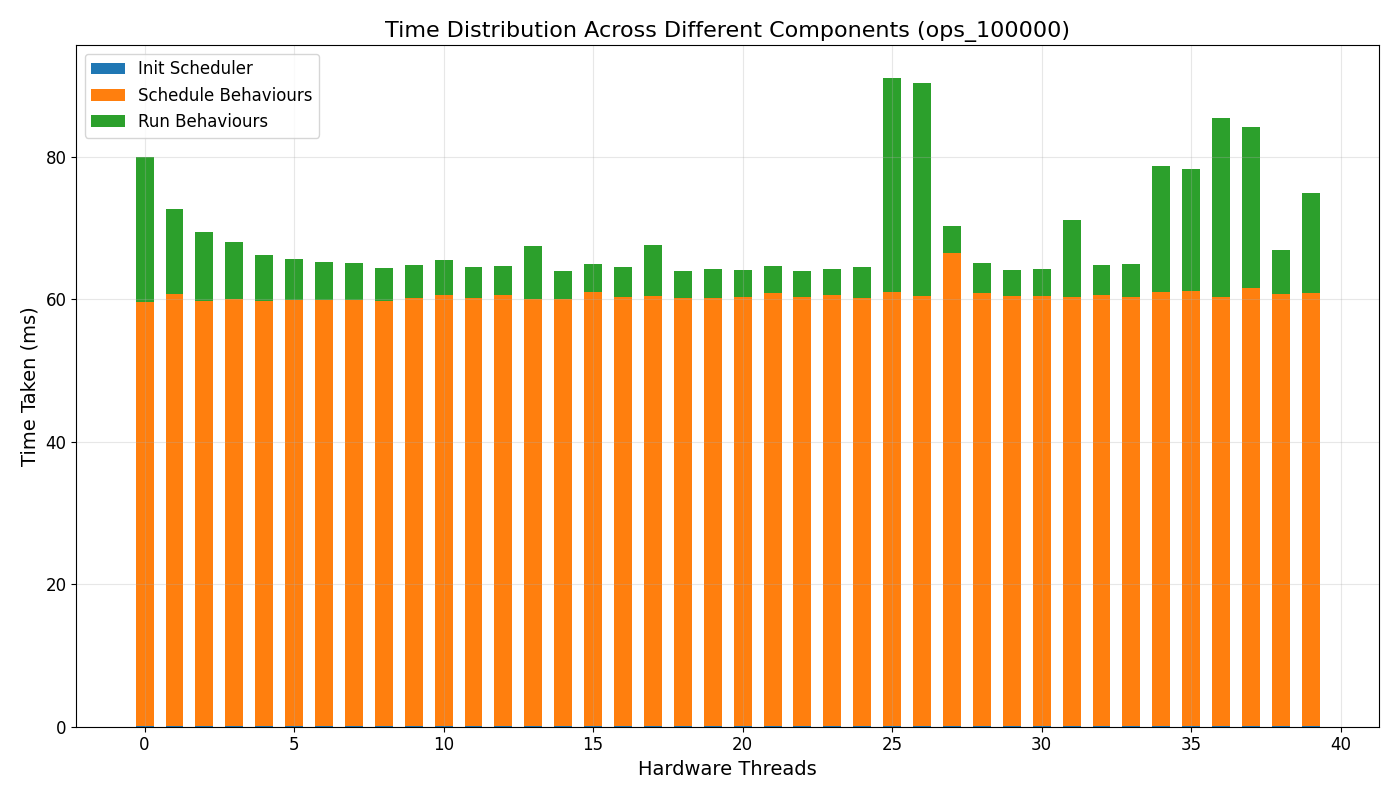 Time Distribution Across Different Components (ops_100000)
Init Scheduler
Schedule Behaviours
Run Behaviours
Time Taken (ms)
80
60
40
20
0
0 5 10 15 20 25 30 35 40
Hardware Threads